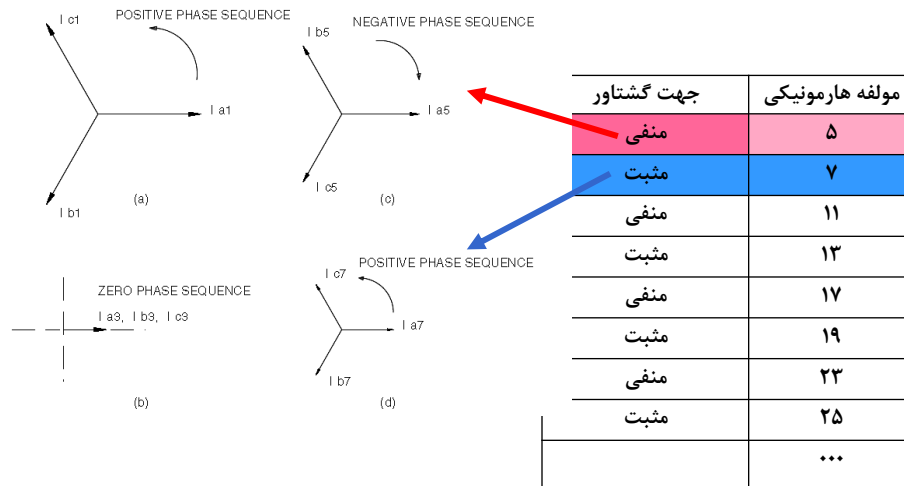 POSITIVE PHASE SEQUENCE
I c1
I a1
I b1
(a)
NEGATIVE PHASE SEQUENCE
I b5
I a5
I c5
(c)
ZERO PHASE SEQUENCE
I a3, I b3, I c3
(b)
POSITIVE PHASE SEQUENCE
I c7
I a7
I b7
(d)
مولفه هارمونیکی جهت گشتاور
۵ منفی
۷ مثبت
۱۱ منفی
۱۳ مثبت
۱۷ منفی
۱۹ مثبت
۲۳ منفی
۲۵ مثبت
...